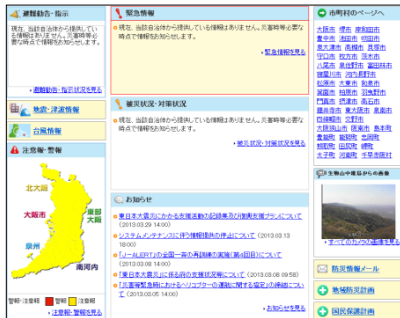 避難勧告・指示
現在、当該自治体から提供してい
る情報はありません。災害時等必
要な時点で情報をお知らせします。
・避難勧告・指示状況を見る
地震・津波情報
台風情報
注意報・警報
北大阪
大阪市
東部
大阪
泉州
南河内
警報・注意報 警報 注意報
・注意報・警報を見る
緊急情報
現在、当該自治体から提供している情報はありません。災害時等必要な時
点で情報をお知らせします。
・緊急情報を見る
被災状況・対策状況
現在、当該自治体から提供している情報はありません。災害時等必要な時
点で情報をお知らせします。
・被災状況・対策状況を見る
お知らせ
東日本大震災にかかる支援活動の記録集及び復興支援プランについて
(2013.03.29 14:00)
システムメンテナンスに伴う情報提供の停止について (2013.03.13
18:00)
「J-ALERT」の全国一斉の再訓練の実施(第4回目)について
(2013.03.08 14:00)
「東日本大震災」に係る府の支援状況等について (2013.03.08 09:58)
「災害等緊急時におけるヘリコプターの運航に関する協定」の締結につい
て (2013.03.05 14:00)
・お知らせを見る
市町村のページへ
大阪市 堺市 岸和田市
豊中市 池田市 吹田市
泉大津市 高槻市 貝塚市
守口市 枚方市 茨木市
八尾市 泉佐野市 富田林市
寝屋川市 河内長野市
松原市 大東市 和泉市
箕面市 柏原市 羽曳野市
門真市 摂津市 高石市
藤井寺市 東大阪市 泉南市
四條畷市 交野市
大阪狭山市 阪南市 島本町
豊能町 能勢町 忠岡町
熊取町 田尻町 岬町
太子町 河南町 千早赤阪村
生駒山中継局からの画像
・すべてのカメラの画像を見る
防災情報メール
地域防災計画
国民保護計画